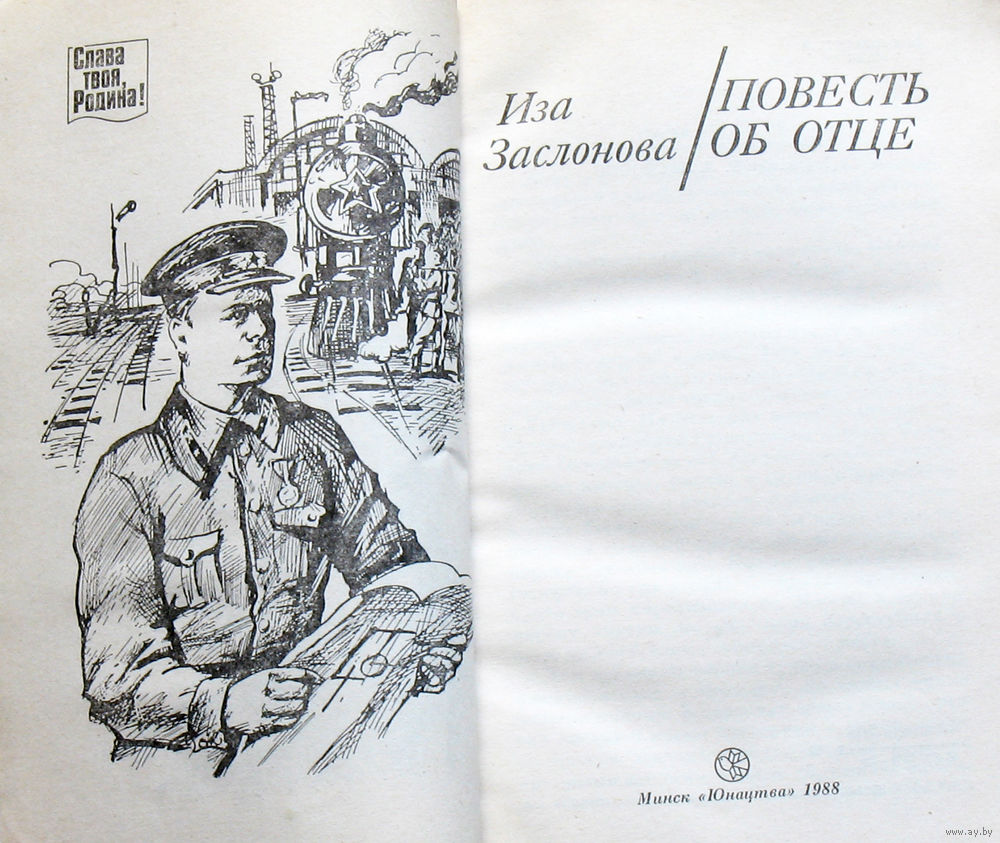 Слава
твоя,
Родина!
Иза
Заслонова
ПОВЕСТЬ
ОБ ОТЦЕ
Минск «Юнацтва» 1988
www.ay.by